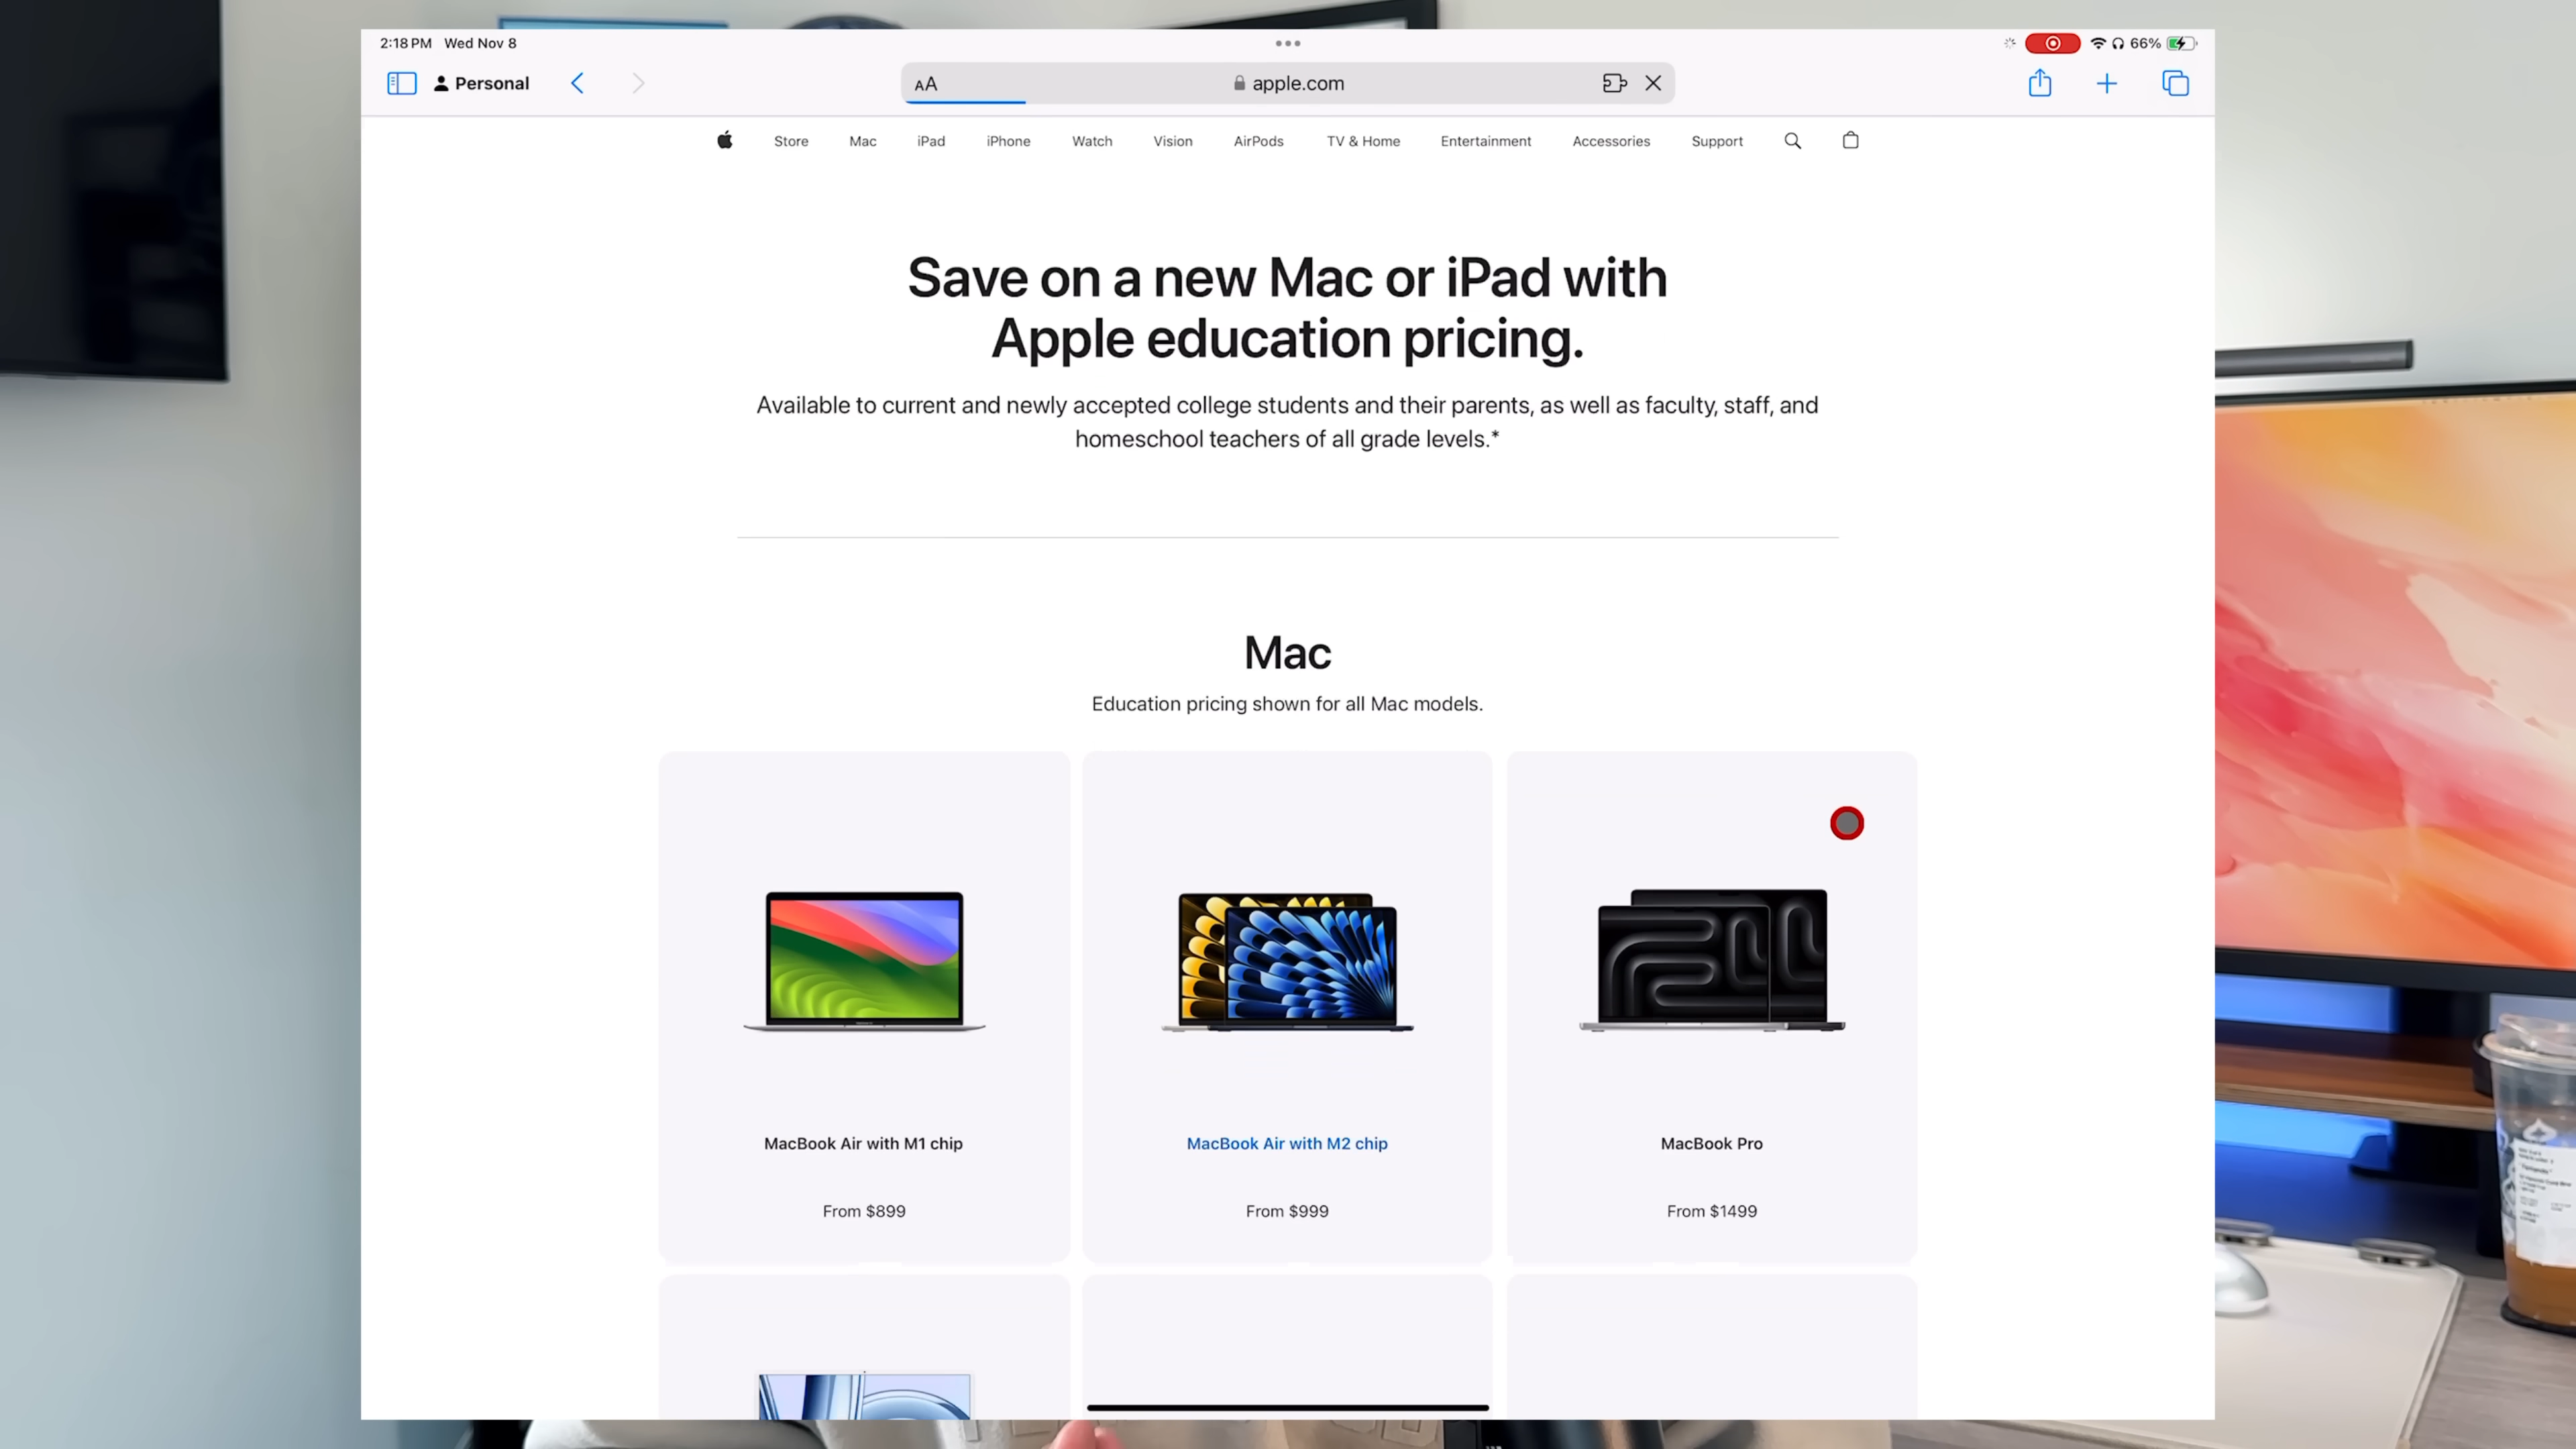 2:18 PM Wed Nov 8
66%
Personal
AA
apple.com
Store Mac iPad iPhone Watch Vision AirPods TV & Home Entertainment Accessories Support
Save on a new Mac or iPad with
Apple education pricing.
Available to current and newly accepted college students and their parents, as well as faculty, staff, and
homeschool teachers of all grade levels.*
Mac
Education pricing shown for all Mac models.
MacBook Air with M1 chip
From $899
MacBook Air with M2 chip
From $999
MacBook Pro
From $1499